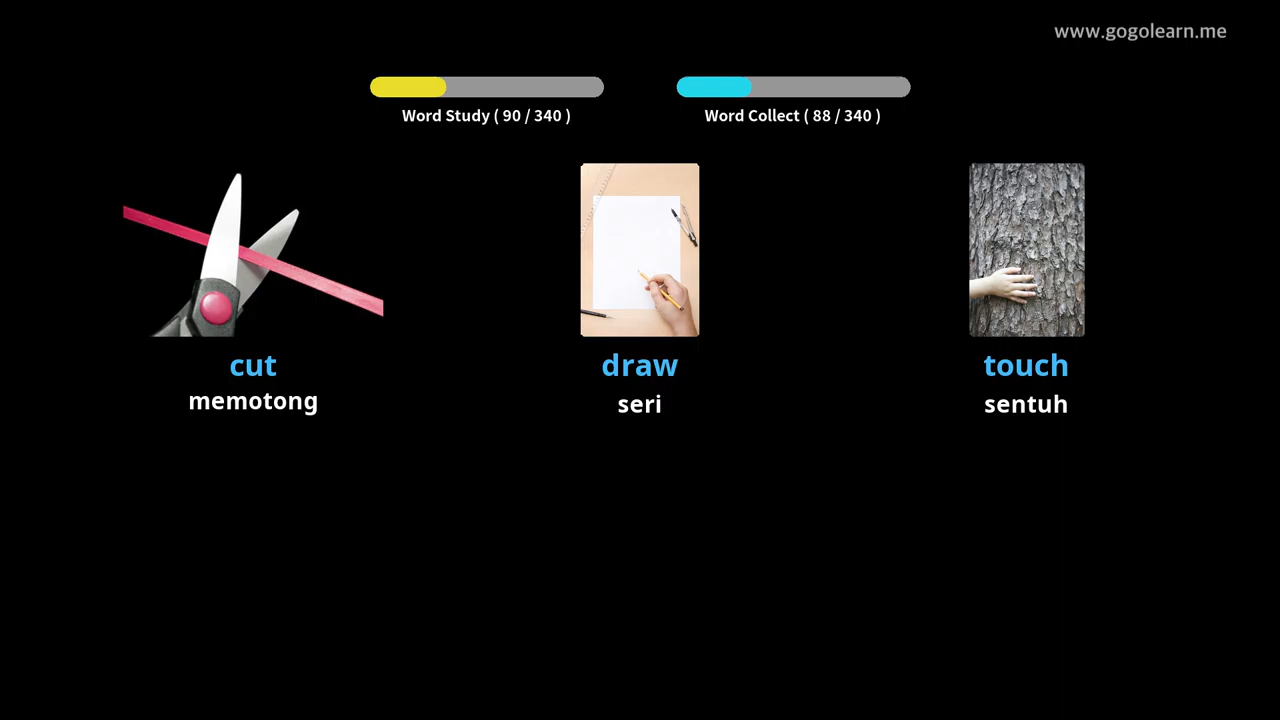 www.gogolearn.me
Word Study ( 90 / 340 )
Word Collect ( 88 / 340 )
cut
memotong
draw
seri
touch
sentuh